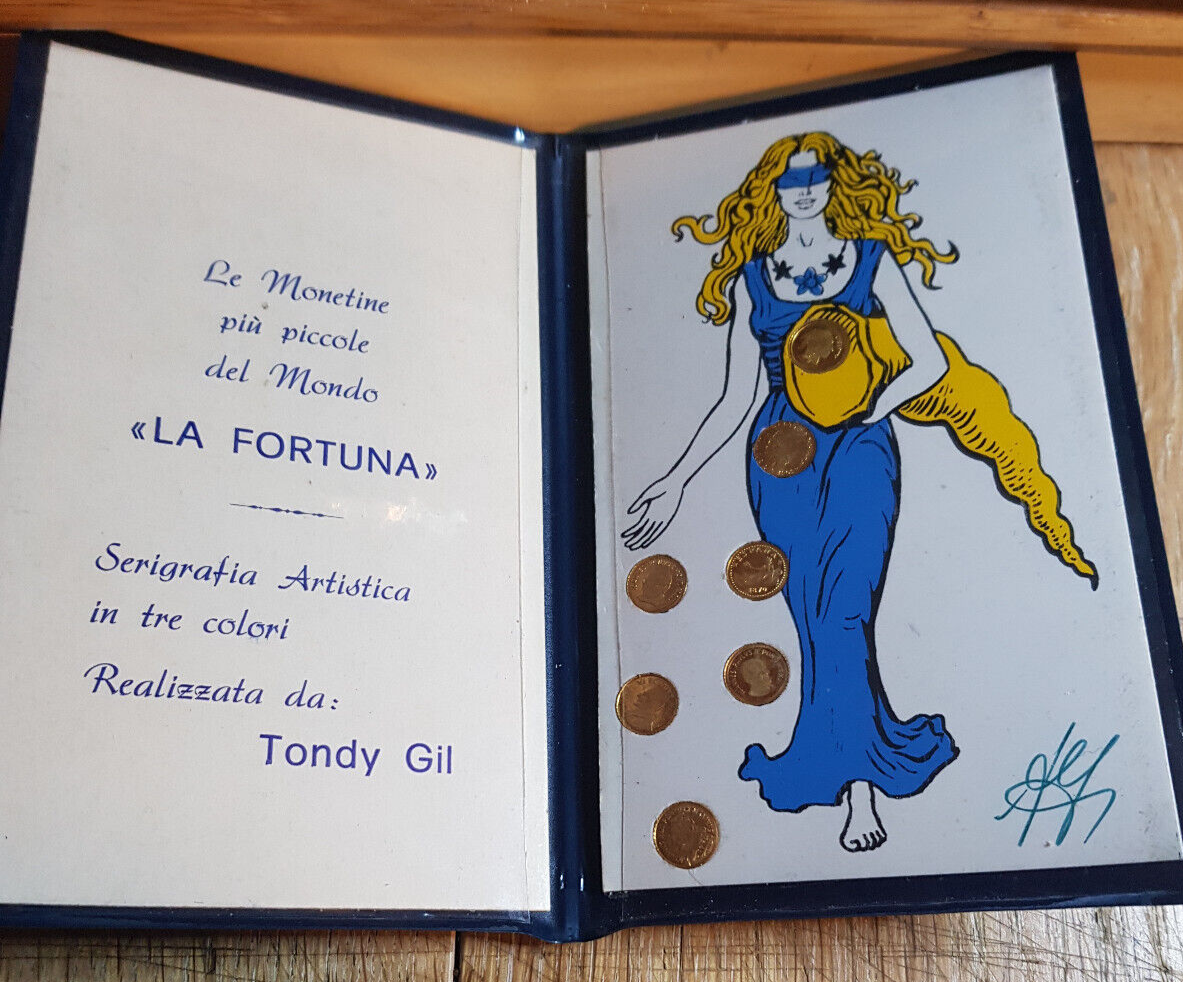 Le Monetine
più piccole
del Mondo
«LA FORTUNA»
Serigrafia Artistica
in tre colori
Realizzata da:
Tondy Gil